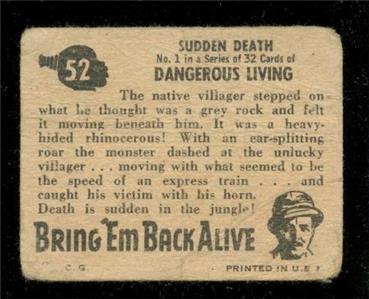 52
SUDDEN DEATH
No. 1 in a Series of 32 Cards of
DANGEROUS LIVING
The native villager stepped on
what he thought was a grey rock and felt
it moving beneath him. It was a heavy-
hided rhinocerous! With an ear-splitting
roar the monster dashed at the unlucky
villager . . . moving with what seemed to be
the speed of an express train . . . and
caught his victim with his horn.
Death is sudden in the jungle!
BRING 'EM BACK ALIVE
C. G.
PRINTED IN U.S.